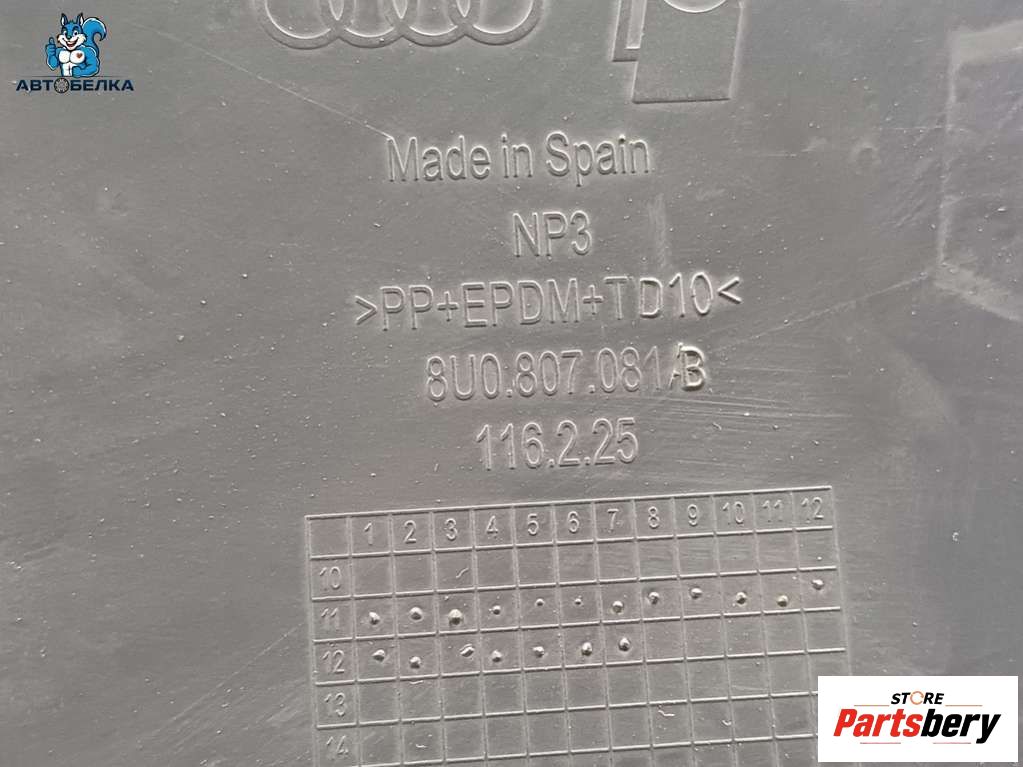 АВТОБЕЛКА
Made in Spain
NP3
>PP+EPDM+TD10<
8U0.807.081/B
116.2.25
1 2 3 4 5 6 7 8 9 10 11 12
10
11
12
13
14
STORE
Partsbery